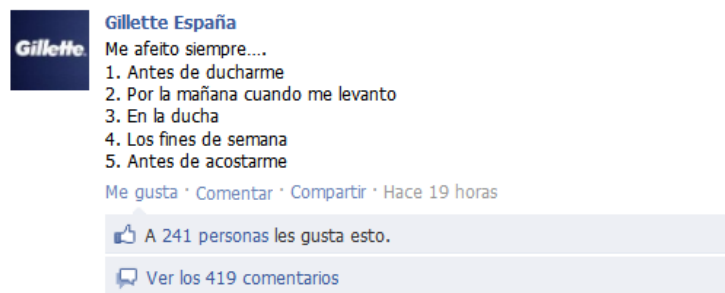 Gillette
Gillette España
Me afeito siempre....
1. Antes de ducharme
2. Por la mañana cuando me levanto
3. En la ducha
4. Los fines de semana
5. Antes de acostarme
Me gusta · Comentar · Compartir · Hace 19 horas
A 241 personas les gusta esto.
Ver los 419 comentarios